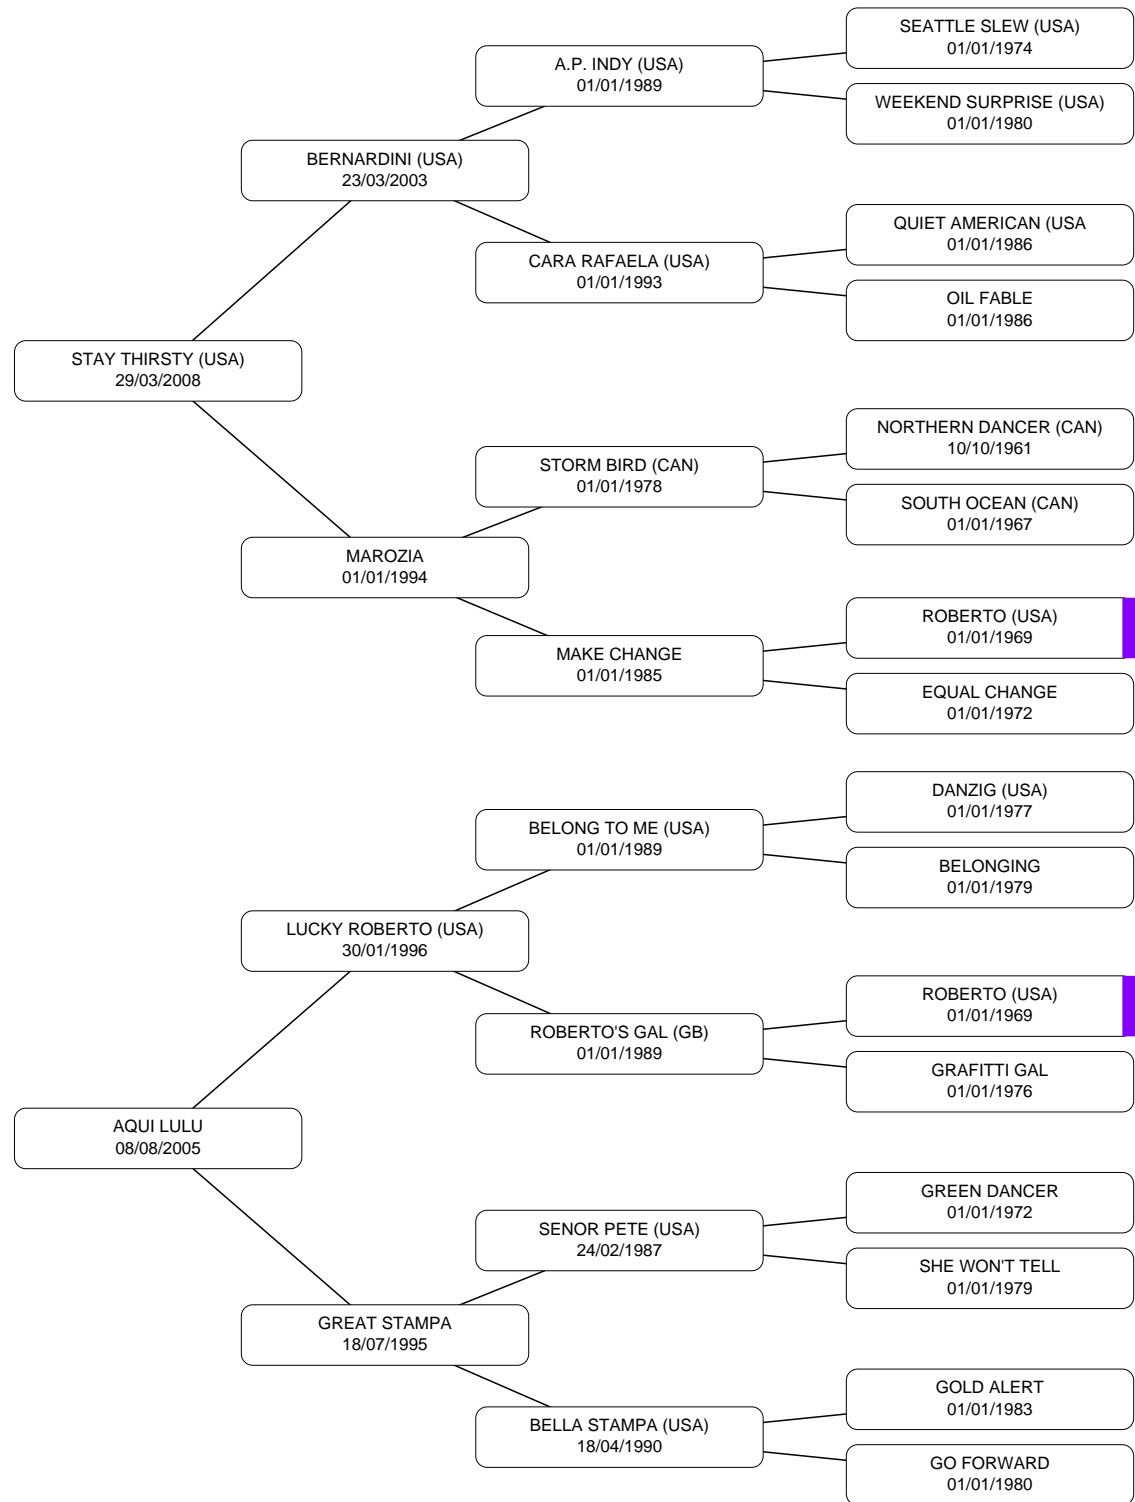 SEATTLE SLEW (USA)
01/01/1974
A.P. INDY (USA)
01/01/1989
WEEKEND SURPRISE (USA)
01/01/1980
BERNARDINI (USA)
23/03/2003
QUIET AMERICAN (USA
01/01/1986
CARA RAFAELA (USA)
01/01/1993
OIL FABLE
01/01/1986
STAY THIRSTY (USA)
29/03/2008
NORTHERN DANCER (CAN)
10/10/1961
STORM BIRD (CAN)
01/01/1978
SOUTH OCEAN (CAN)
01/01/1967
MAROZIA
01/01/1994
ROBERTO (USA)
01/01/1969
MAKE CHANGE
01/01/1985
EQUAL CHANGE
01/01/1972
DANZIG (USA)
01/01/1977
BELONG TO ME (USA)
01/01/1989
BELONGING
01/01/1979
LUCKY ROBERTO (USA)
30/01/1996
ROBERTO (USA)
01/01/1969
ROBERTO'S GAL (GB)
01/01/1989
GRAFITTI GAL
01/01/1976
AQUI LULU
08/08/2005
GREEN DANCER
01/01/1972
SENOR PETE (USA)
24/02/1987
SHE WON'T TELL
01/01/1979
GREAT STAMPA
18/07/1995
GOLD ALERT
01/01/1983
BELLA STAMPA (USA)
18/04/1990
GO FORWARD
01/01/1980